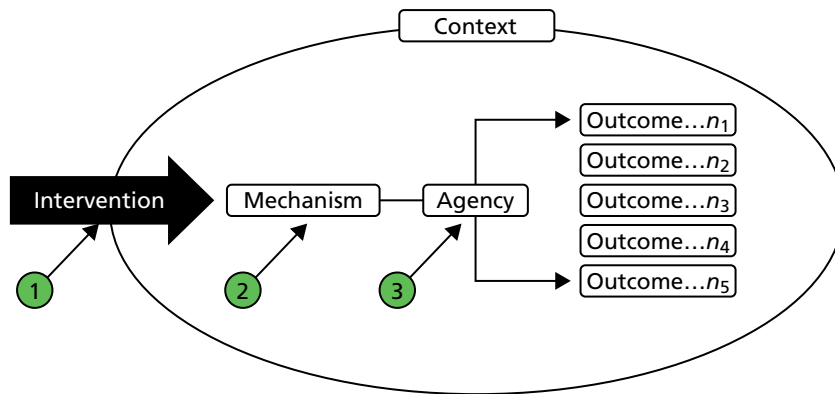 Context
Outcome…n₁
Outcome…n₂
Intervention
Mechanism
Agency
Outcome…n₃
Outcome…n₄
1
2
3
Outcome…n₅